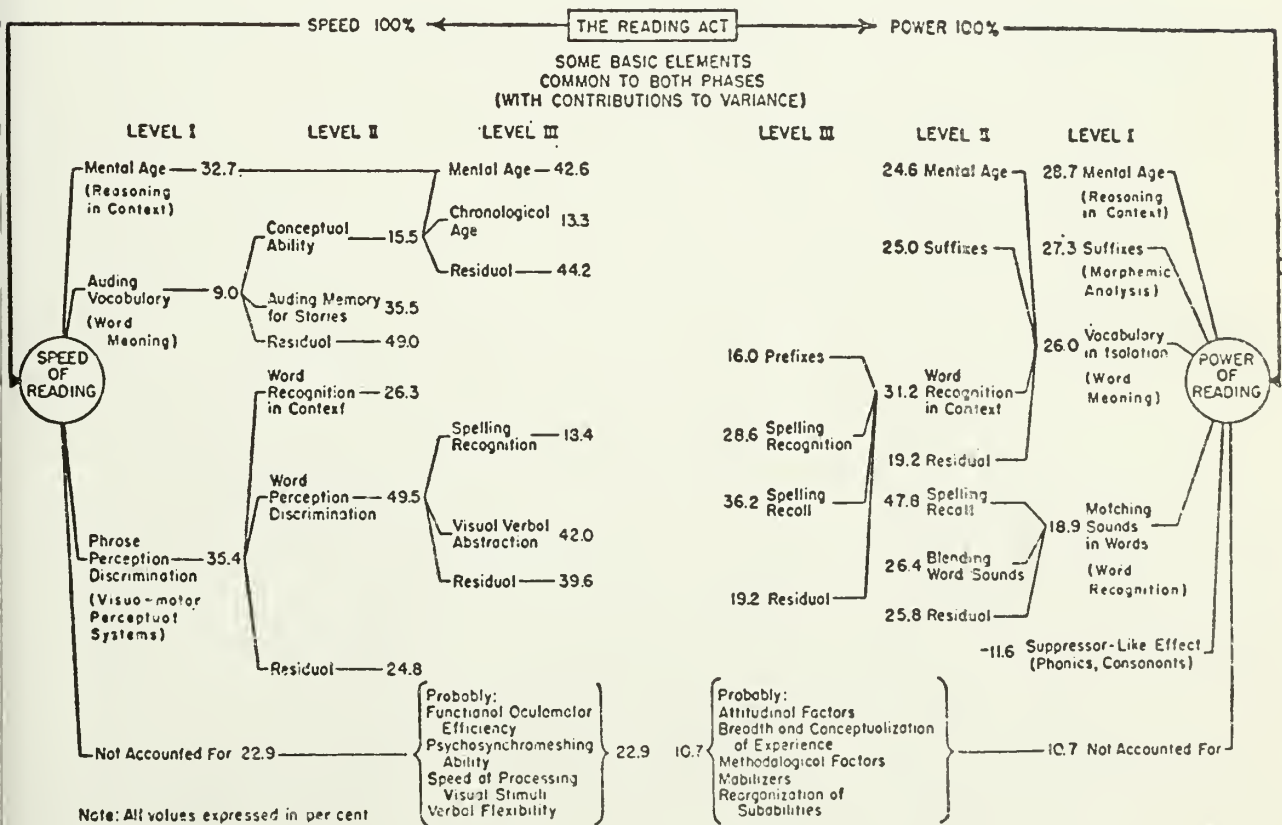 SPEED 100% THE READING ACT POWER 100%
SOME BASIC ELEMENTS
COMMON TO BOTH PHASES
(WITH CONTRIBUTIONS TO VARIANCE)
LEVEL I LEVEL II LEVEL III
Mental Age 32.7
(Reasoning
in Context)
Auding
Vocabulary 9.0
(Word
Meaning)
SPEED
OF
READING
Phrase
Perception 35.4
Discrimination
(Visuo-motor
Perceptual
Systems)
Not Accounted For 22.9
Conceptual
Ability 15.5
Auding Memory
for Stories 35.5
Residual 49.0
Word
Recognition 26.3
in Context
Word
Perception 49.5
Discrimination
Residual 24.8
Mental Age 42.6
Chronological
Age 13.3
Residual 44.2
Spelling
Recognition 13.4
Visual Verbal
Abstraction 42.0
Residual 39.6
Probably:
Functional Oculomotor
Efficiency
Psychosynchromeshing
Ability
Speed of Processing
Visual Stimuli
Verbal Flexibility
22.9
LEVEL III LEVEL II LEVEL I
16.0 Prefixes
28.6 Spelling
Recognition
36.2 Spelling
Recall
19.2 Residual
24.6 Mental Age
25.0 Suffixes
31.2 Word
Recognition
in Context
19.2 Residual
47.8 Spelling
Recall
26.4 Blending
Word Sounds
25.8 Residual
28.7 Mental Age
(Reasoning
in Context)
27.3 Suffixes
(Morphemic
Analysis)
26.0 Vocabulary
in Isolation
(Word
Meaning)
POWER
OF
READING
18.9 Matching
Sounds
in Words
(Word
Recognition)
-11.6 Suppressor-Like Effect
(Phonics, Consonants)
10.7
Probably:
Attitudinal Factors
Breadth and Conceptualization
of Experience
Methodological Factors
Mobilizers
Reorganization of
Subabilities
10.7 Not Accounted For
Note: All values expressed in per cent